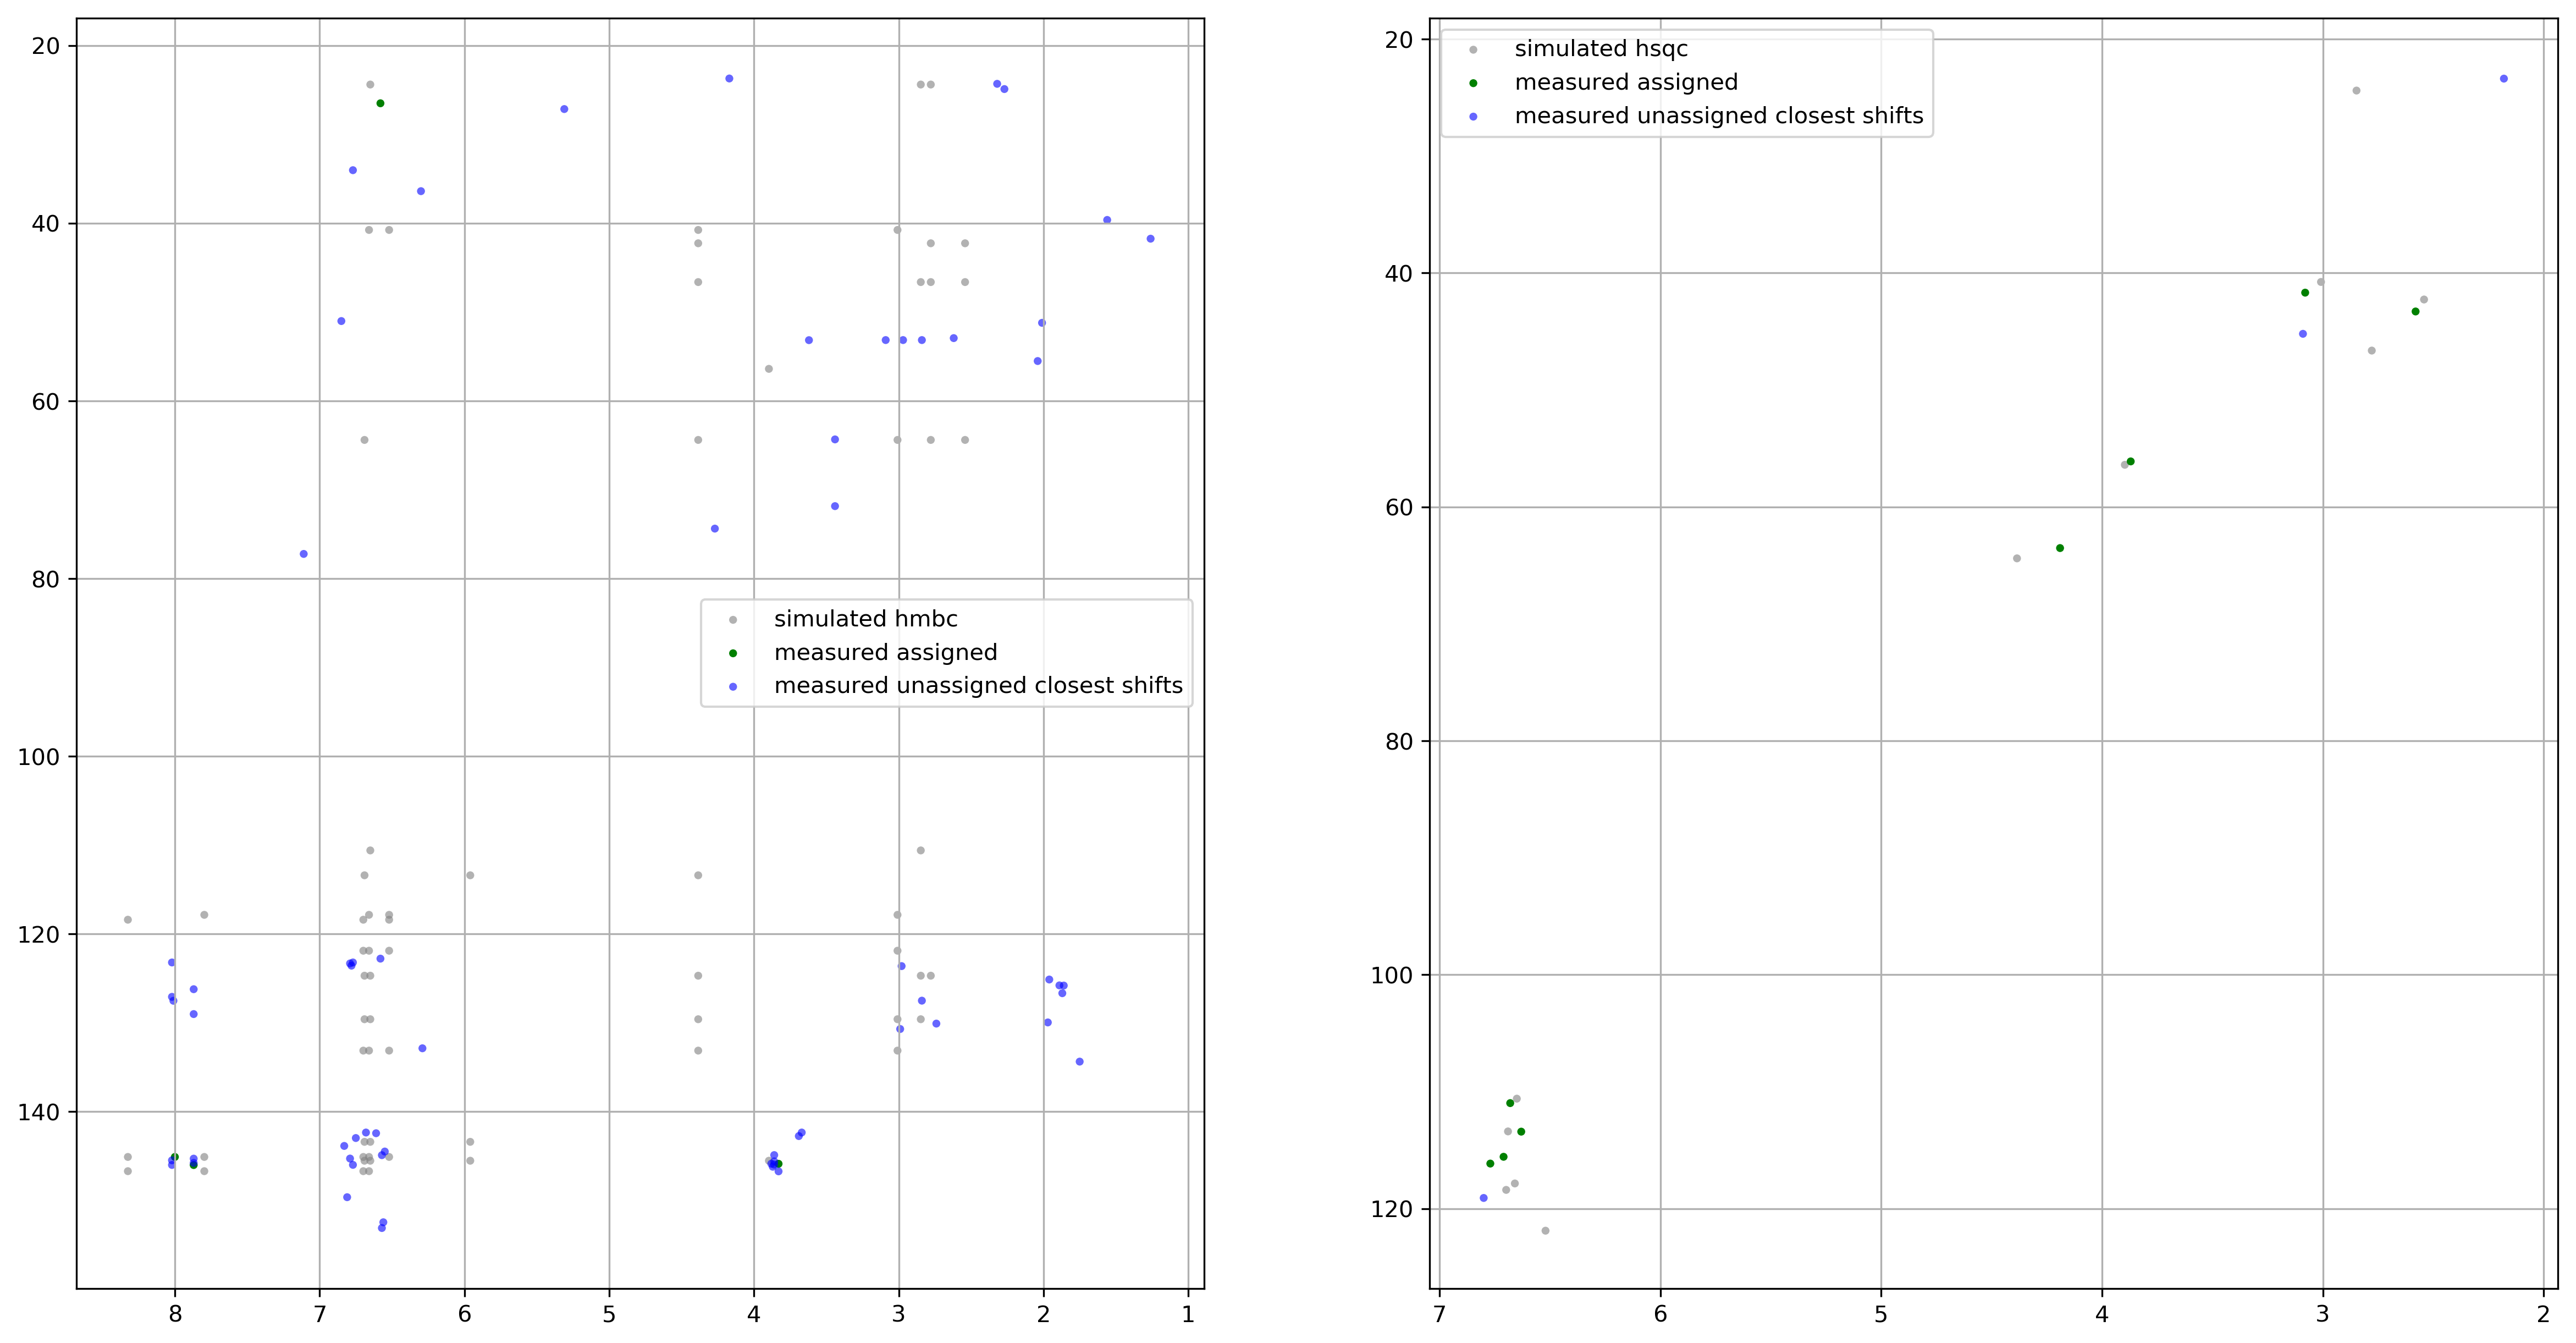 20
40
60
80
100
120
140
8 7 6 5 4 3 2 1
simulated hmbc
measured assigned
measured unassigned closest shifts
20
40
60
80
100
120
7 6 5 4 3 2
simulated hsqc
measured assigned
measured unassigned closest shifts